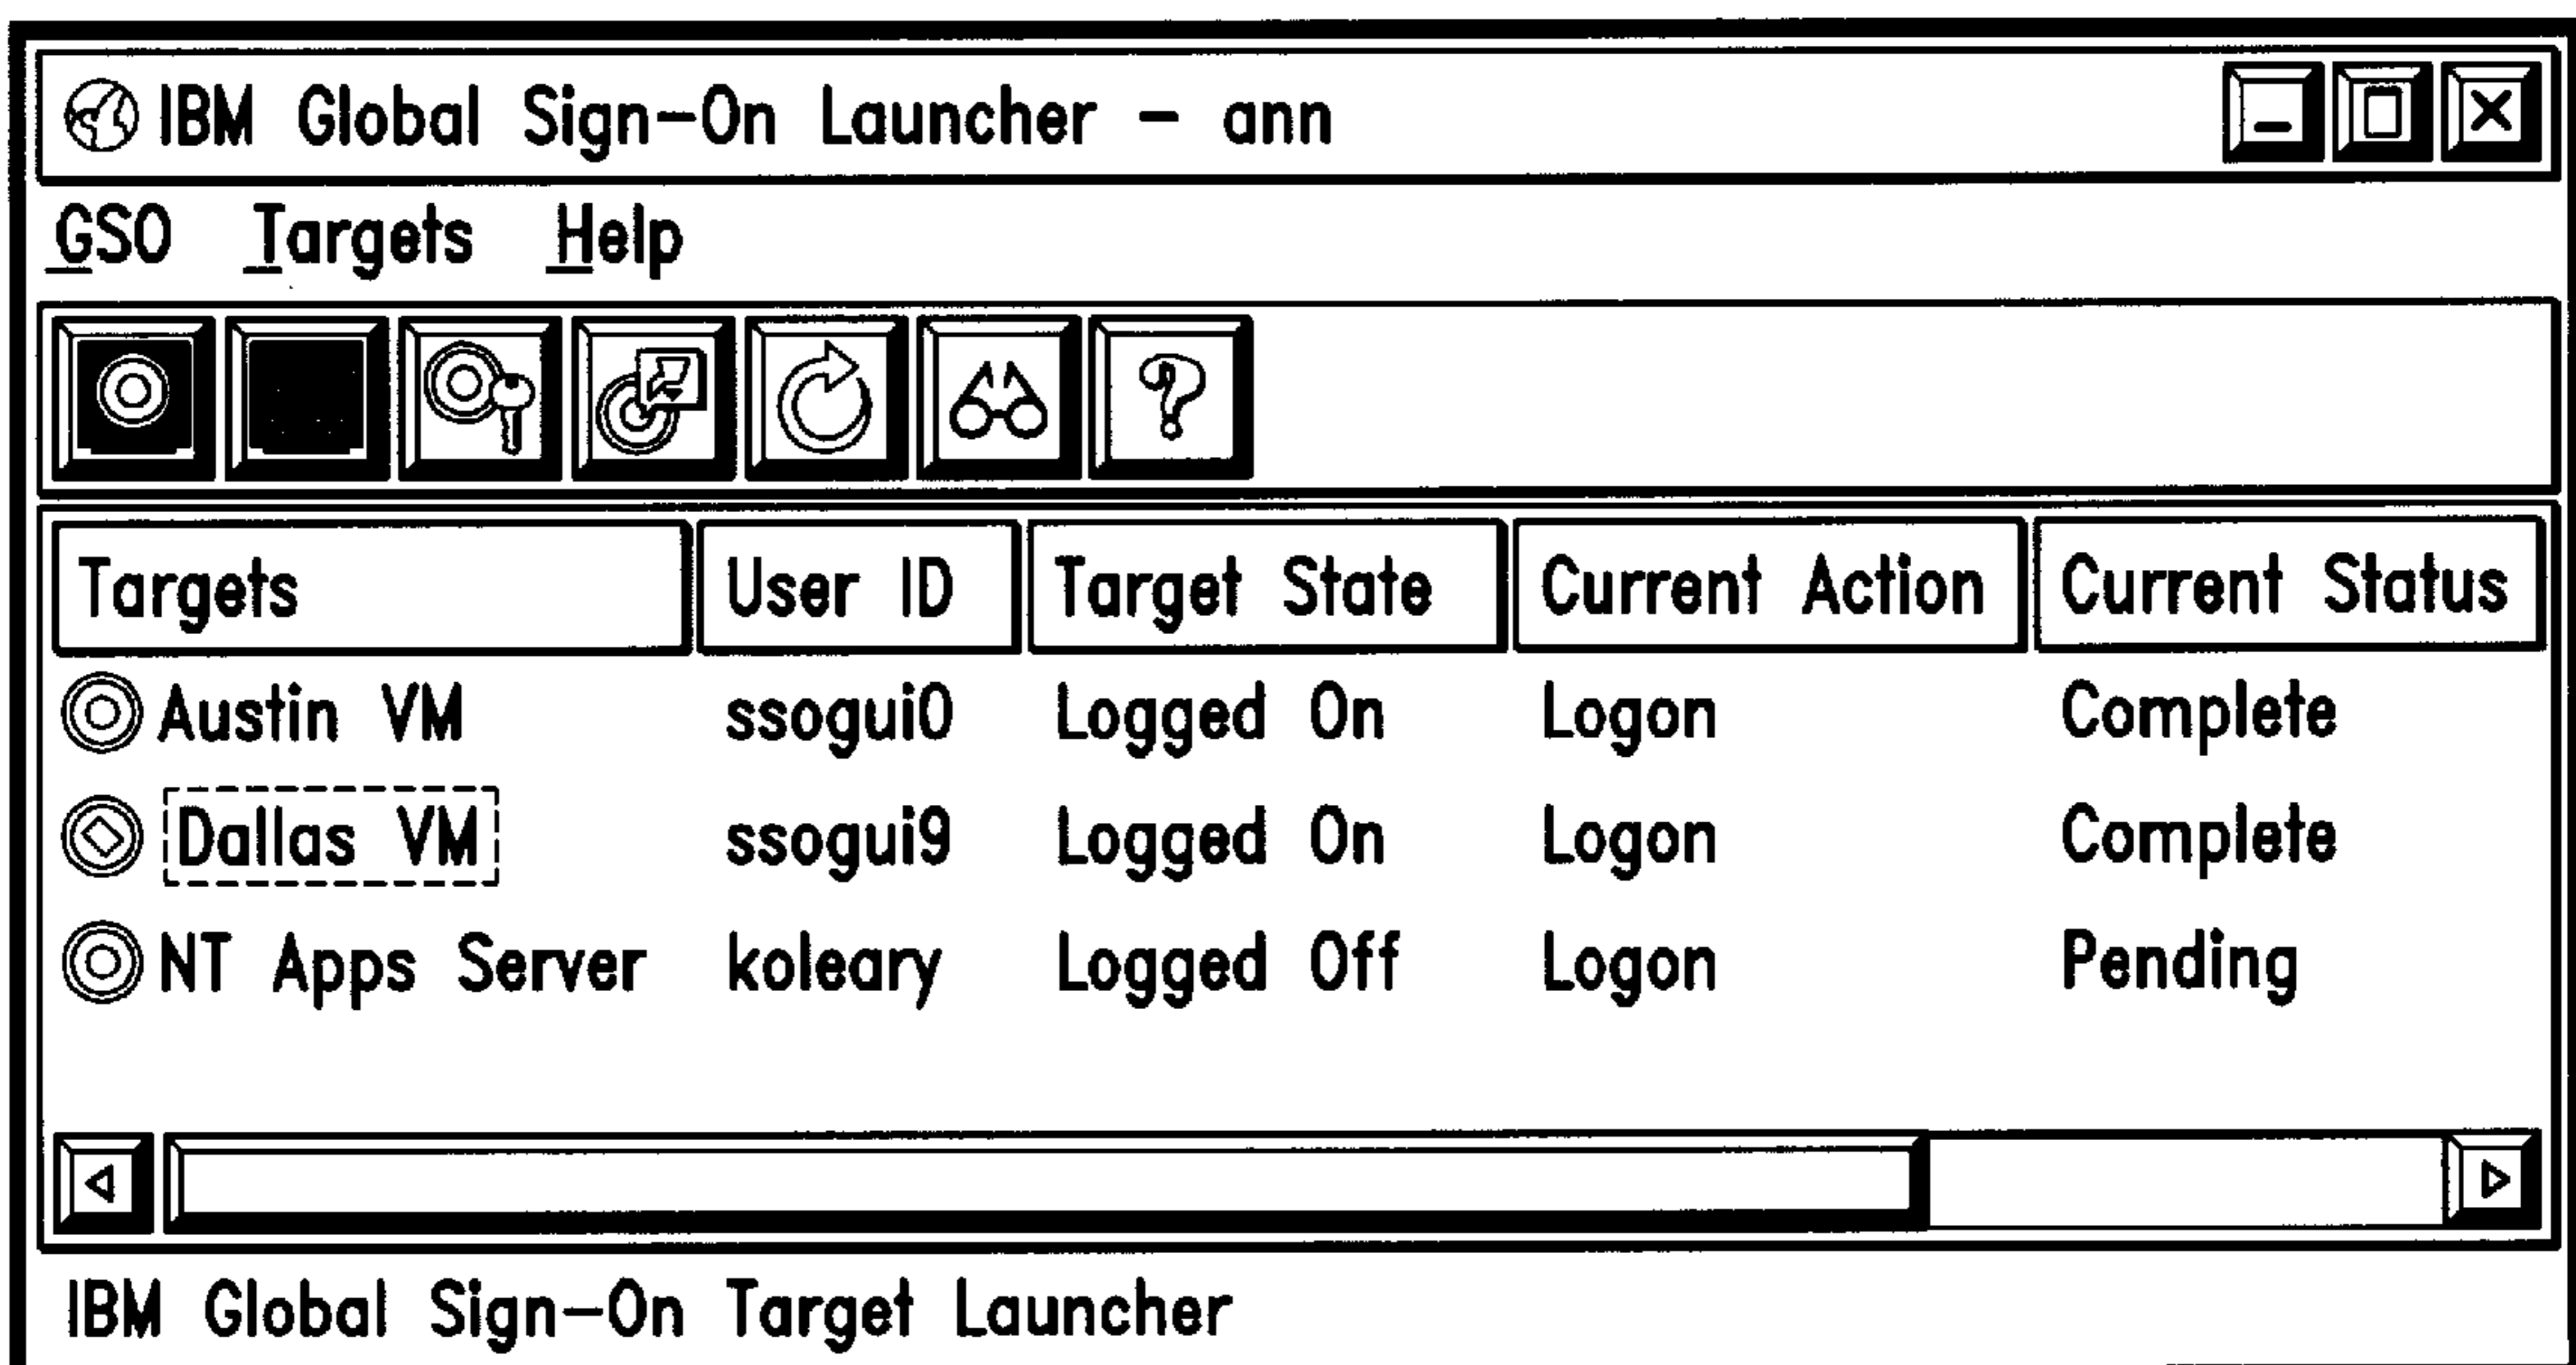 IBM Global Sign-On Launcher - ann
GSO Targets Help
Targets User ID Target State Current Action Current Status
Austin VM ssogui0 Logged On Logon Complete
Dallas VM ssogui9 Logged On Logon Complete
NT Apps Server koleary Logged Off Logon Pending
IBM Global Sign-On Target Launcher